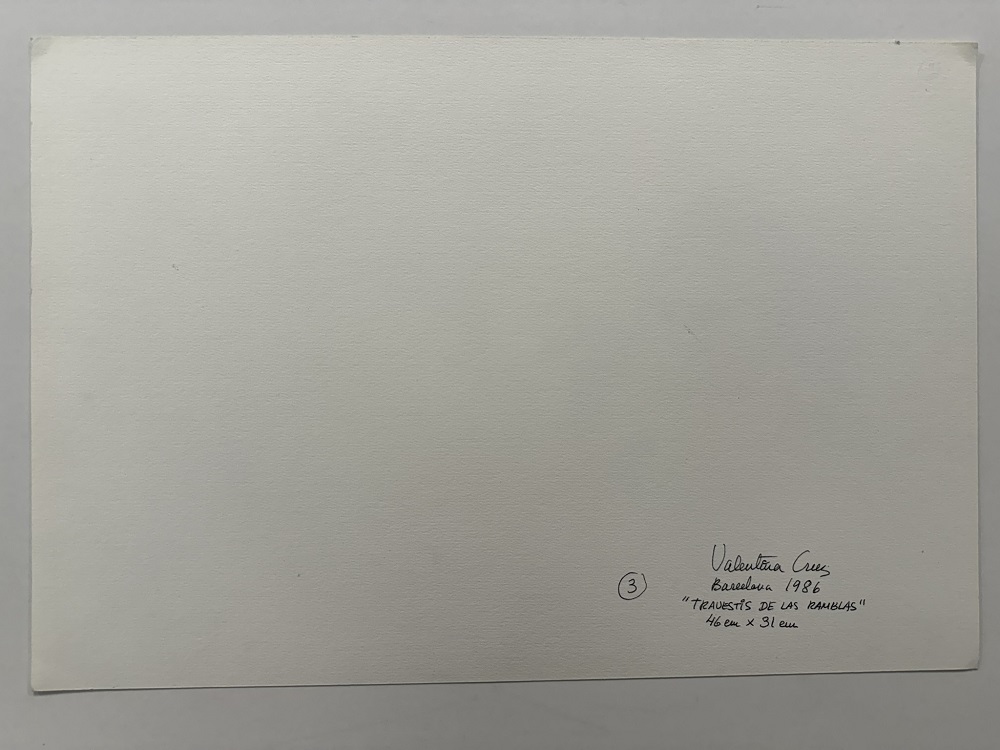 Valentina Cruz
Barcelona 1986
3
"TRAVESTIS DE LAS RAMBLAS"
46 cm x 31 cm